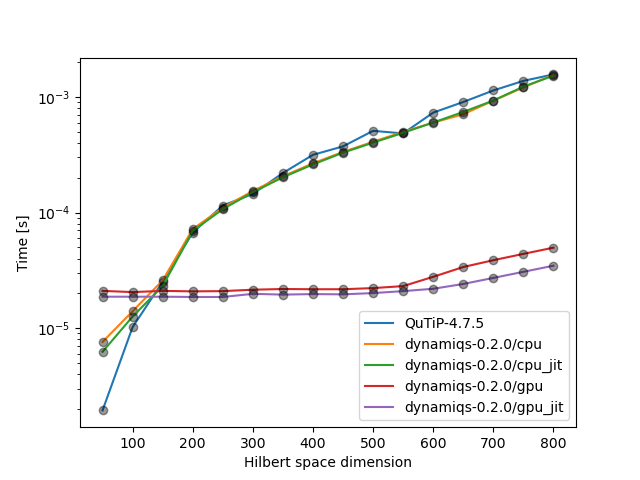 10⁻³
10⁻⁴
10⁻⁵
Time [s]
100 200 300 400 500 600 700 800
Hilbert space dimension
QuTiP-4.7.5
dynamiqs-0.2.0/cpu
dynamiqs-0.2.0/cpu_jit
dynamiqs-0.2.0/gpu
dynamiqs-0.2.0/gpu_jit